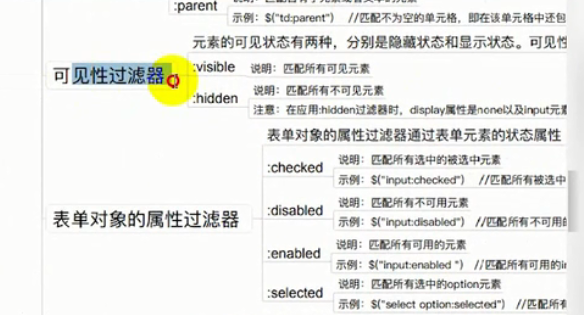 :parent
示例：$("td:parent") //匹配不为空的单元格，即在该单元格中还包
元素的可见状态有两种，分别是隐藏状态和显示状态。可见性
可见性过滤器
:visible 说明：匹配所有可见元素
:hidden 说明：匹配所有不可见元素
注意：在应用:hidden过滤器时，display属性是none以及input元素
表单对象的属性过滤器通过表单元素的状态属性
表单对象的属性过滤器
:checked 说明：匹配所有选中的被选中元素
示例：$("input:checked") //匹配所有被选中
:disabled 说明：匹配所有不可用元素
示例：$("input:disabled") //匹配所有不可用的
:enabled 说明：匹配所有可用的元素
示例：$("input:enabled ") //匹配所有可用的in
:selected 说明：匹配所有选中的option元素
示例：$("select option:selected") //匹配所有